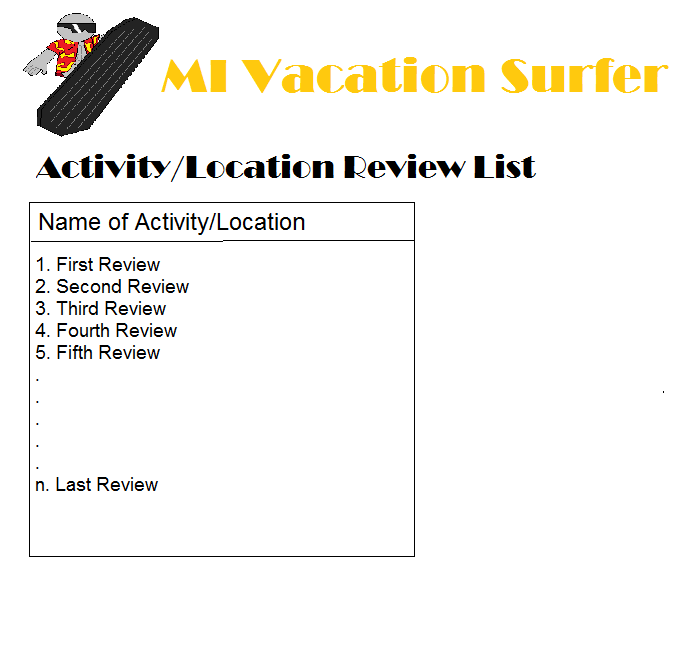 MI Vacation Surfer
Activity/Location Review List
Name of Activity/Location
1. First Review
2. Second Review
3. Third Review
4. Fourth Review
5. Fifth Review
.
.
.
.
.
n. Last Review